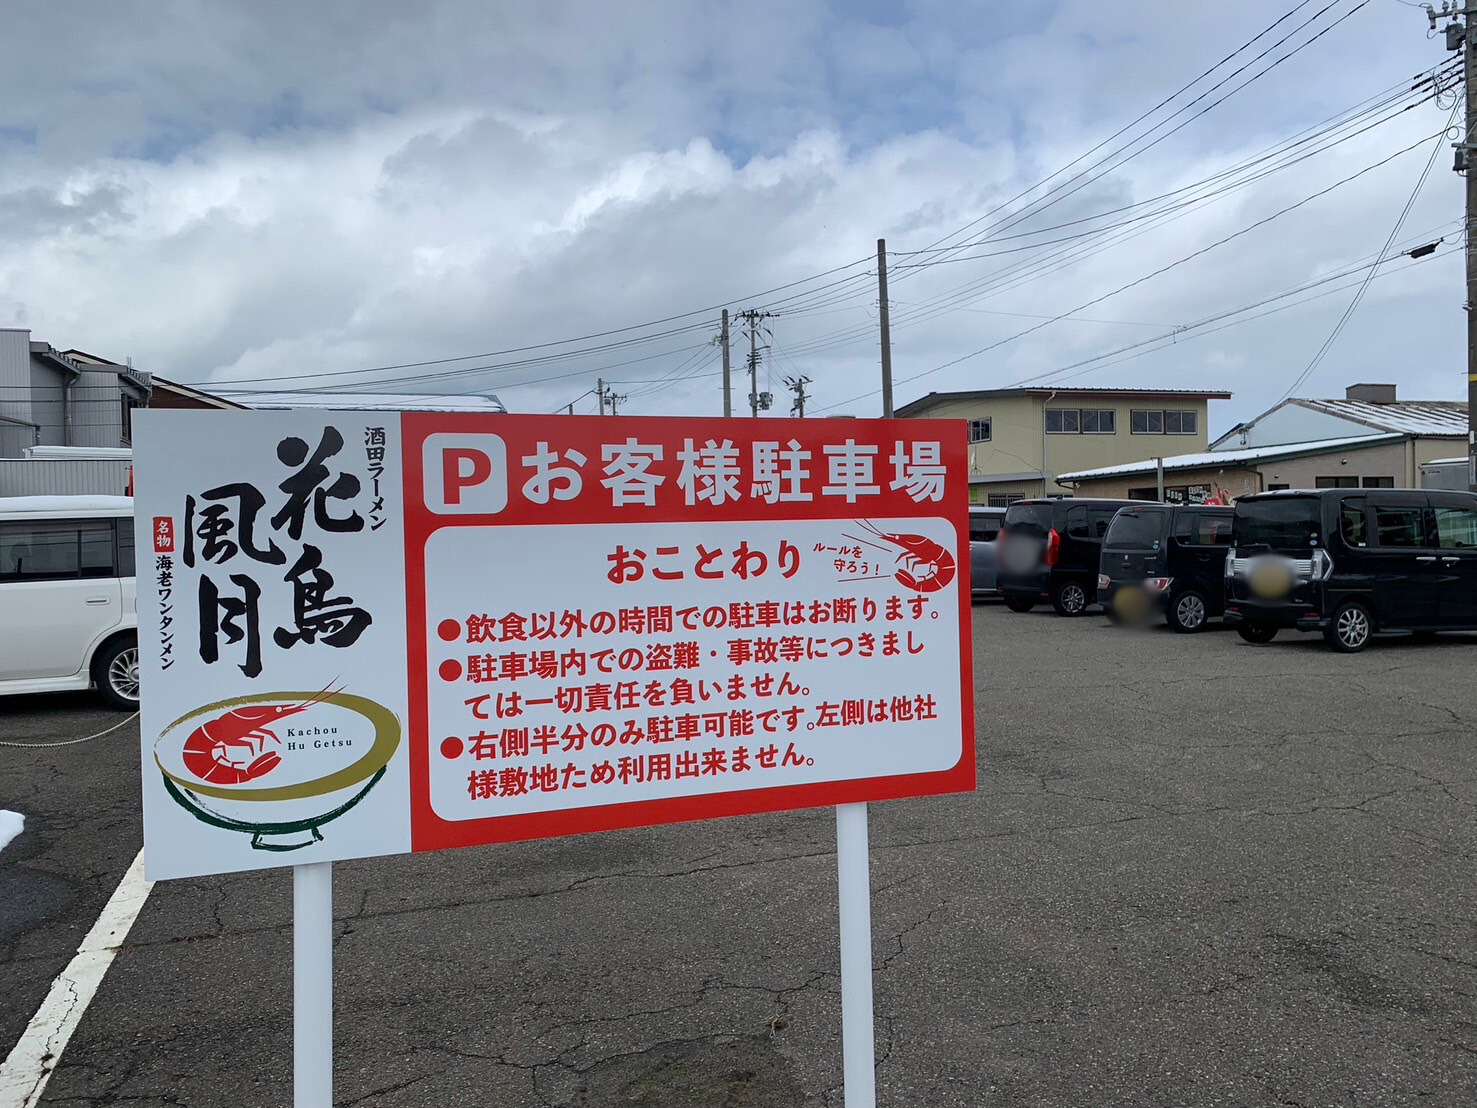 酒田ラーメン
花鳥
風月
名物
海老ワンタンメン
Kachou
Hu Getsu
P お客様駐車場
おことわり
ルールを
守ろう!
●飲食以外の時間での駐車はお断ります。
●駐車場内での盗難・事故等につきまし
ては一切責任を負いません。
●右側半分のみ駐車可能です。左側は他社
様敷地ため利用出来ません。